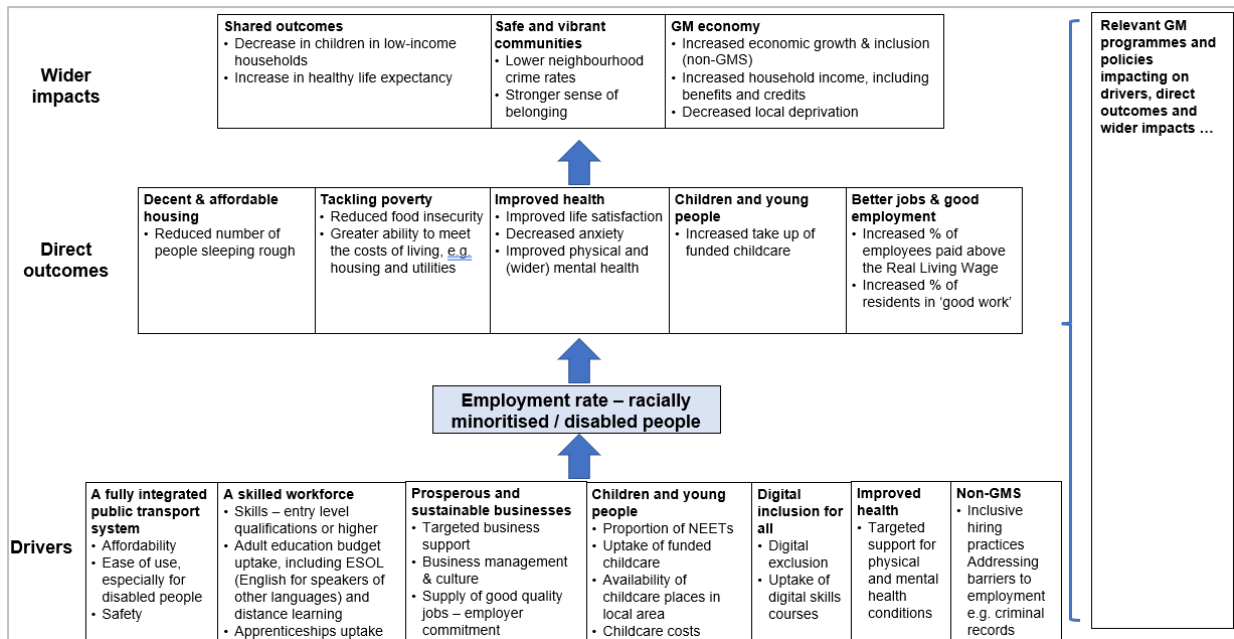 Wider
impacts
Shared outcomes
• Decrease in children in low-income
households
• Increase in healthy life expectancy
Safe and vibrant
communities
• Lower neighbourhood
crime rates
• Stronger sense of
belonging
GM economy
• Increased economic growth & inclusion
(non-GMS)
• Increased household income, including
benefits and credits
• Decreased local deprivation
Relevant GM
programmes and
policies
impacting on
drivers, direct
outcomes and
wider impacts …
Direct
outcomes
Decent & affordable
housing
• Reduced number of
people sleeping rough
Tackling poverty
• Reduced food insecurity
• Greater ability to meet
the costs of living, e.g.
housing and utilities
Improved health
• Improved life satisfaction
• Decreased anxiety
• Improved physical and
(wider) mental health
Children and young
people
• Increased take up of
funded childcare
Better jobs & good
employment
• Increased % of
employees paid above
the Real Living Wage
• Increased % of
residents in ‘good work’
Employment rate – racially
minoritised / disabled people
Drivers
A fully integrated
public transport
system
• Affordability
• Ease of use,
especially for
disabled people
• Safety
A skilled workforce
• Skills – entry level
qualifications or higher
• Adult education budget
uptake, including ESOL
(English for speakers of
other languages) and
distance learning
• Apprenticeships uptake
Prosperous and
sustainable businesses
• Targeted business
support
• Business management
& culture
• Supply of good quality
jobs – employer
commitment
Children and young
people
• Proportion of NEETs
• Uptake of funded
childcare
• Availability of
childcare places in
local area
• Childcare costs
Digital
inclusion for
all
• Digital
exclusion
• Uptake of
digital skills
courses
Improved
health
• Targeted
support for
physical
and mental
health
conditions
Non-GMS
• Inclusive
hiring
practices
Addressing
barriers to
employment
e.g. criminal
records